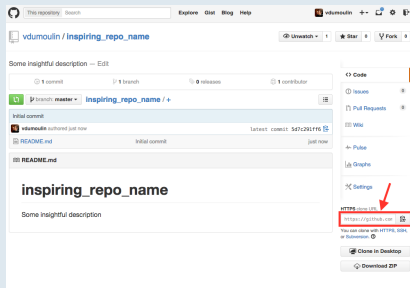 This repository Search Explore Gist Blog Help vdumoulin
vdumoulin / inspiring_repo_name Unwatch 1 Star 0 Fork 0
Some insightful description — Edit
1 commit 1 branch 0 releases 1 contributor
branch: master inspiring_repo_name / +
Initial commit
vdumoulin authored just now latest commit 5d7c291ff6
README.md Initial commit just now
README.md
inspiring_repo_name
Some insightful description
Code
Issues 0
Pull Requests 0
Wiki
Pulse
Graphs
Settings
HTTPS clone URL
https://github.com
You can clone with HTTPS, SSH,
or Subversion.
Clone in Desktop
Download ZIP